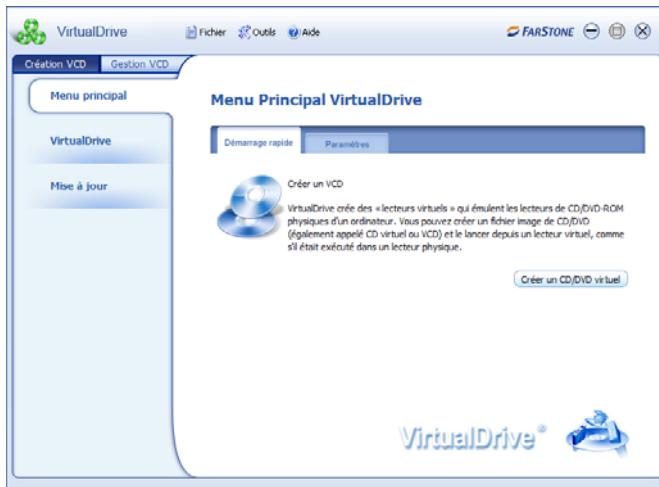 VirtualDrive
Fichier Outils Aide
FARSTONE
Création VCD Gestion VCD
Menu principal
VirtualDrive
Mise à jour
Menu Principal VirtualDrive
Démarrage rapide Paramètres
Créer un VCD
VirtualDrive crée des « lecteurs virtuels » qui émulent les lecteurs de CD/DVD-ROM
physiques d'un ordinateur. Vous pouvez créer un fichier image de CD/DVD
(également appelé CD virtuel ou VCD) et le lancer depuis un lecteur virtuel, comme
s'il était exécuté dans un lecteur physique.
Créer un CD/DVD virtuel
VirtualDrive®